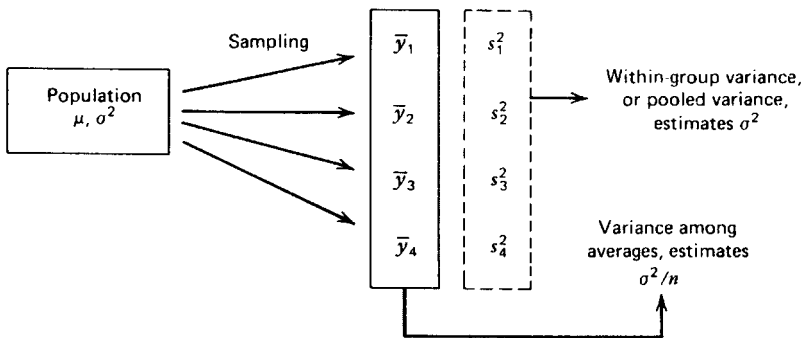 Sampling
Population
μ, σ²
ȳ₁
ȳ₂
ȳ₃
ȳ₄
s₁²
s₂²
s₃²
s₄²
Within-group variance,
or pooled variance,
estimates σ²
Variance among
averages, estimates
σ²/n